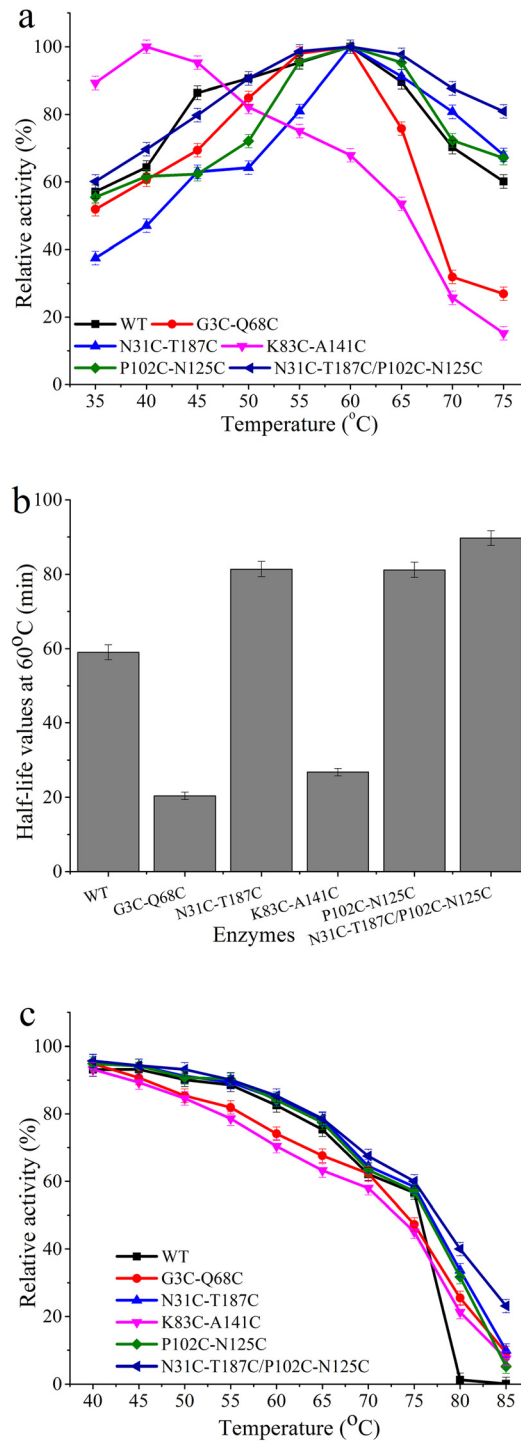 a
100
80
60
40
20
0
Relative activity (%)
WT G3C-Q68C
N31C-T187C K83C-A141C
P102C-N125C N31C-T187C/P102C-N125C
35 40 45 50 55 60 65 70 75
Temperature (°C)
b
100
80
60
40
20
0
Half-life values at 60°C (min)
WT G3C-Q68C N31C-T187C K83C-A141C P102C-N125C N31C-T187C/P102C-N125C
Enzymes
c
100
80
60
40
20
0
Relative activity (%)
WT
G3C-Q68C
N31C-T187C
K83C-A141C
P102C-N125C
N31C-T187C/P102C-N125C
40 45 50 55 60 65 70 75 80 85
Temperature (°C)